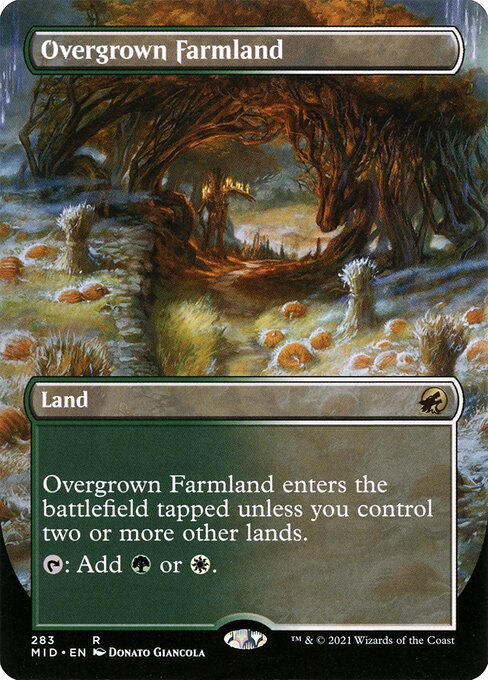 Overgrown Farmland
Land
Overgrown Farmland enters the
battlefield tapped unless you control
two or more other lands.
: Add or .
283 R
MID • EN Donato Giancola
™ & © 2021 Wizards of the Coast